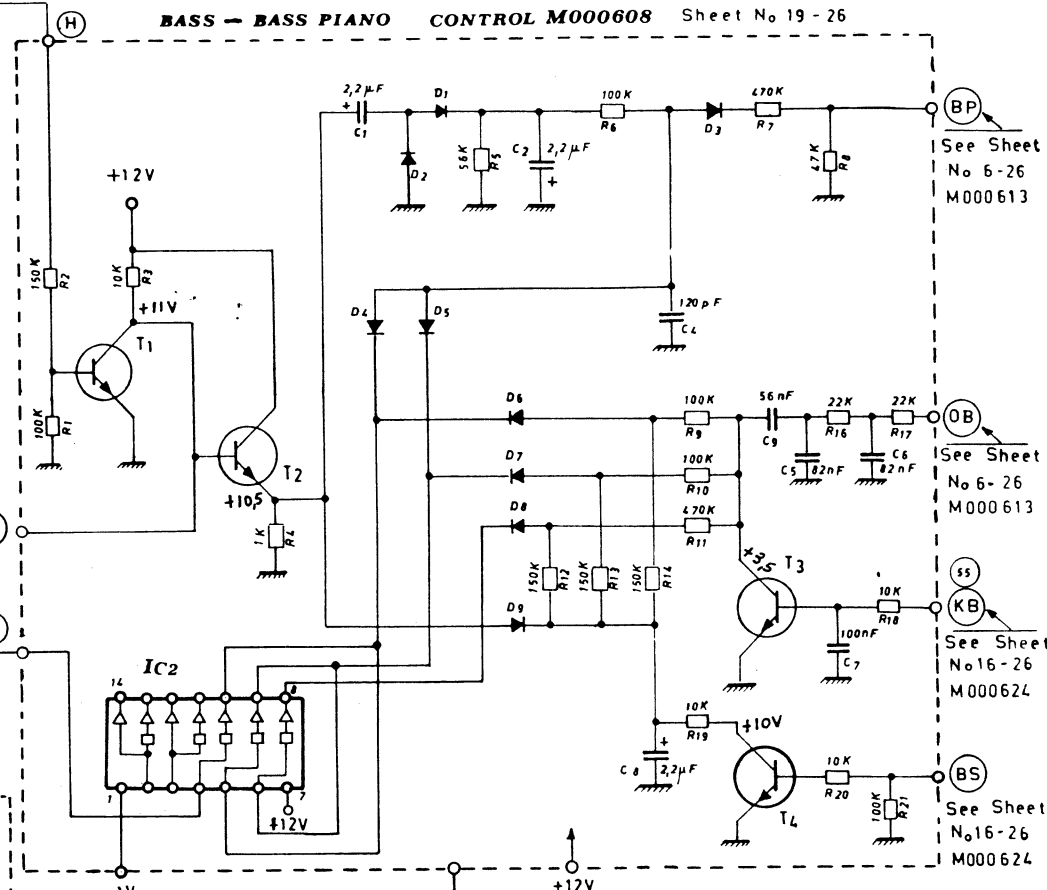 BASS – BASS PIANO CONTROL M000608 Sheet No 19-26
H
2,2µF
+
C1
D1
D2
56K
R5
C2
2,2µF
+
100K
R6
D3
470K
R7
47K
R8
BP
See Sheet
No 6-26
M000613
+12V
150K
R2
10K
R3
+11V
T1
100K
R1
T2
+10,5
1K
R4
D4
D5
120pF
C4
D6
100K
R9
56nF
C9
22K
R16
22K
R17
C5
82nF
C6
82nF
OB
See Sheet
No 6-26
M000613
D7
100K
R10
D8
470K
R11
150K
R12
150K
R13
150K
R14
D9
+3,5
T3
10K
R18
100nF
C7
SS
KB
See Sheet
No 16-26
M000624
IC2
14
8
1
7
+12V
10K
R19
+10V
C8
+
2,2µF
T4
10K
R20
100K
R21
BS
See Sheet
No 16-26
M000624
+12V